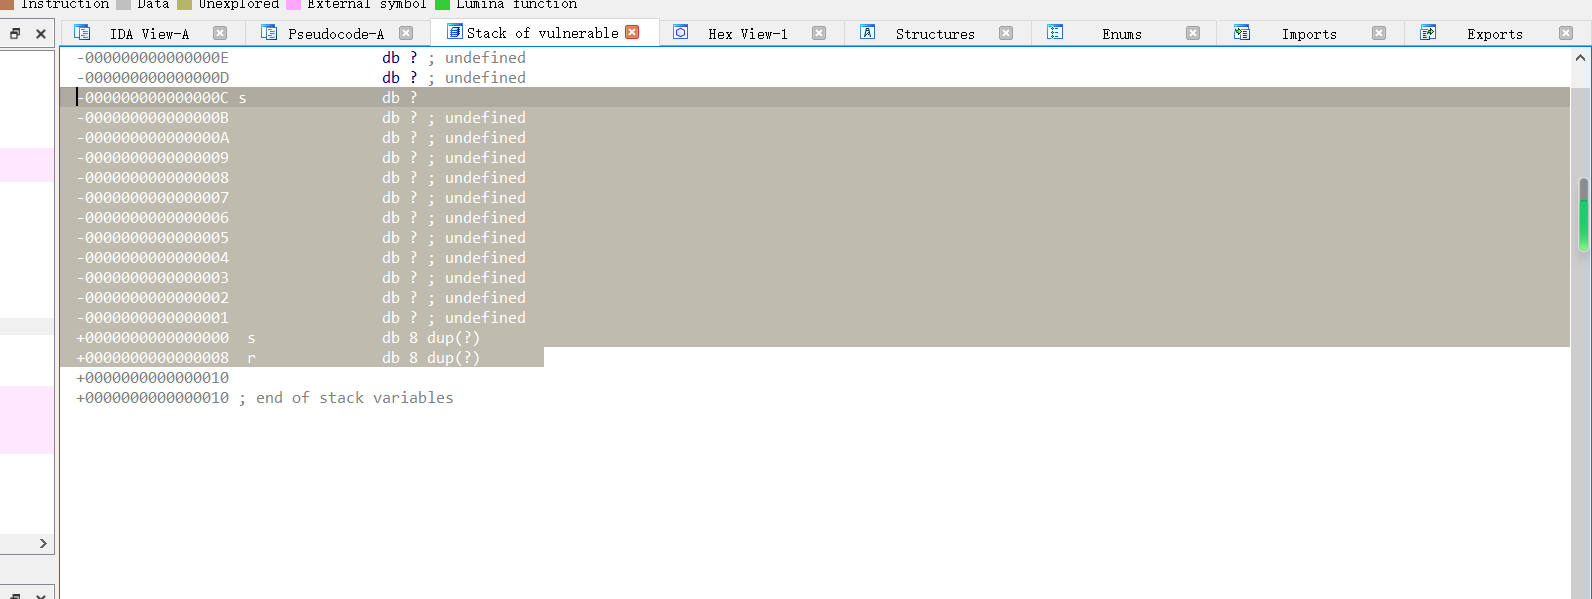 Instruction Data Unexplored External symbol Lumina function
IDA View-A Pseudocode-A Stack of vulnerable Hex View-1 Structures Enums Imports Exports
-000000000000000E db ? ; undefined
-000000000000000D db ? ; undefined
-000000000000000C s db ?
-000000000000000B db ? ; undefined
-000000000000000A db ? ; undefined
-0000000000000009 db ? ; undefined
-0000000000000008 db ? ; undefined
-0000000000000007 db ? ; undefined
-0000000000000006 db ? ; undefined
-0000000000000005 db ? ; undefined
-0000000000000004 db ? ; undefined
-0000000000000003 db ? ; undefined
-0000000000000002 db ? ; undefined
-0000000000000001 db ? ; undefined
+0000000000000000 s db 8 dup(?)
+0000000000000008 r db 8 dup(?)
+0000000000000010
+0000000000000010 ; end of stack variables